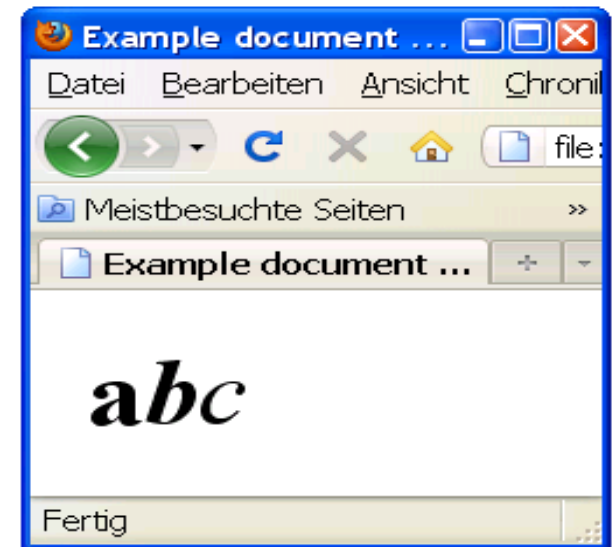 Example document ...
Datei Bearbeiten Ansicht Chronil
file:
Meistbesuchte Seiten »
Example document ...
abc
Fertig